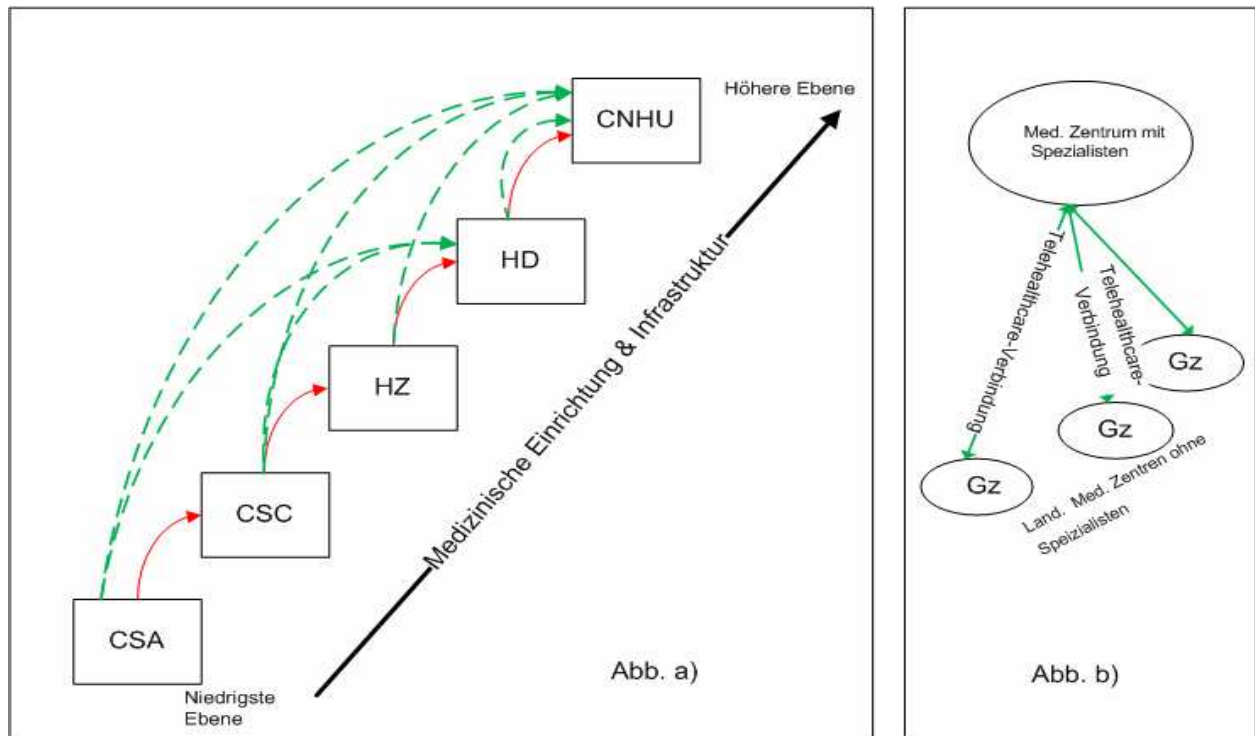 Höhere Ebene
CNHU
HD
HZ
CSC
CSA
Medizinische Einrichtung & Infrastruktur
Niedrigste
Ebene
Abb. a)
Med. Zentrum mit
Spezialisten
Telehealthcare-Verbindung
Telehealthcare-
Verbindung
Gz
Gz
Gz
Land. Med. Zentren ohne
Speizialisten
Abb. b)